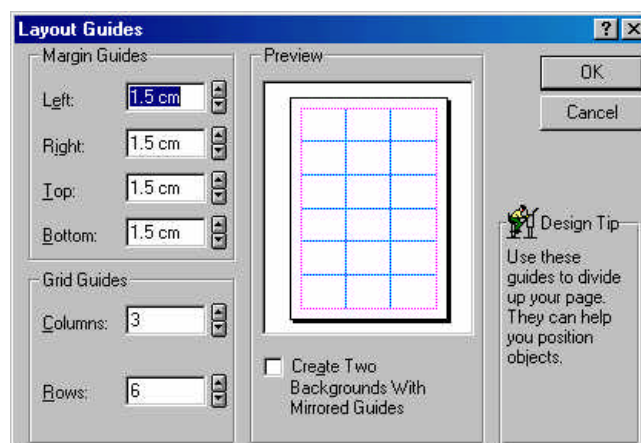 Layout Guides
Margin Guides
Left: 1.5 cm
Right: 1.5 cm
Top: 1.5 cm
Bottom: 1.5 cm
Grid Guides
Columns: 3
Rows: 6
Preview
Create Two
Backgrounds With
Mirrored Guides
OK
Cancel
Design Tip
Use these
guides to divide
up your page.
They can help
you position
objects.